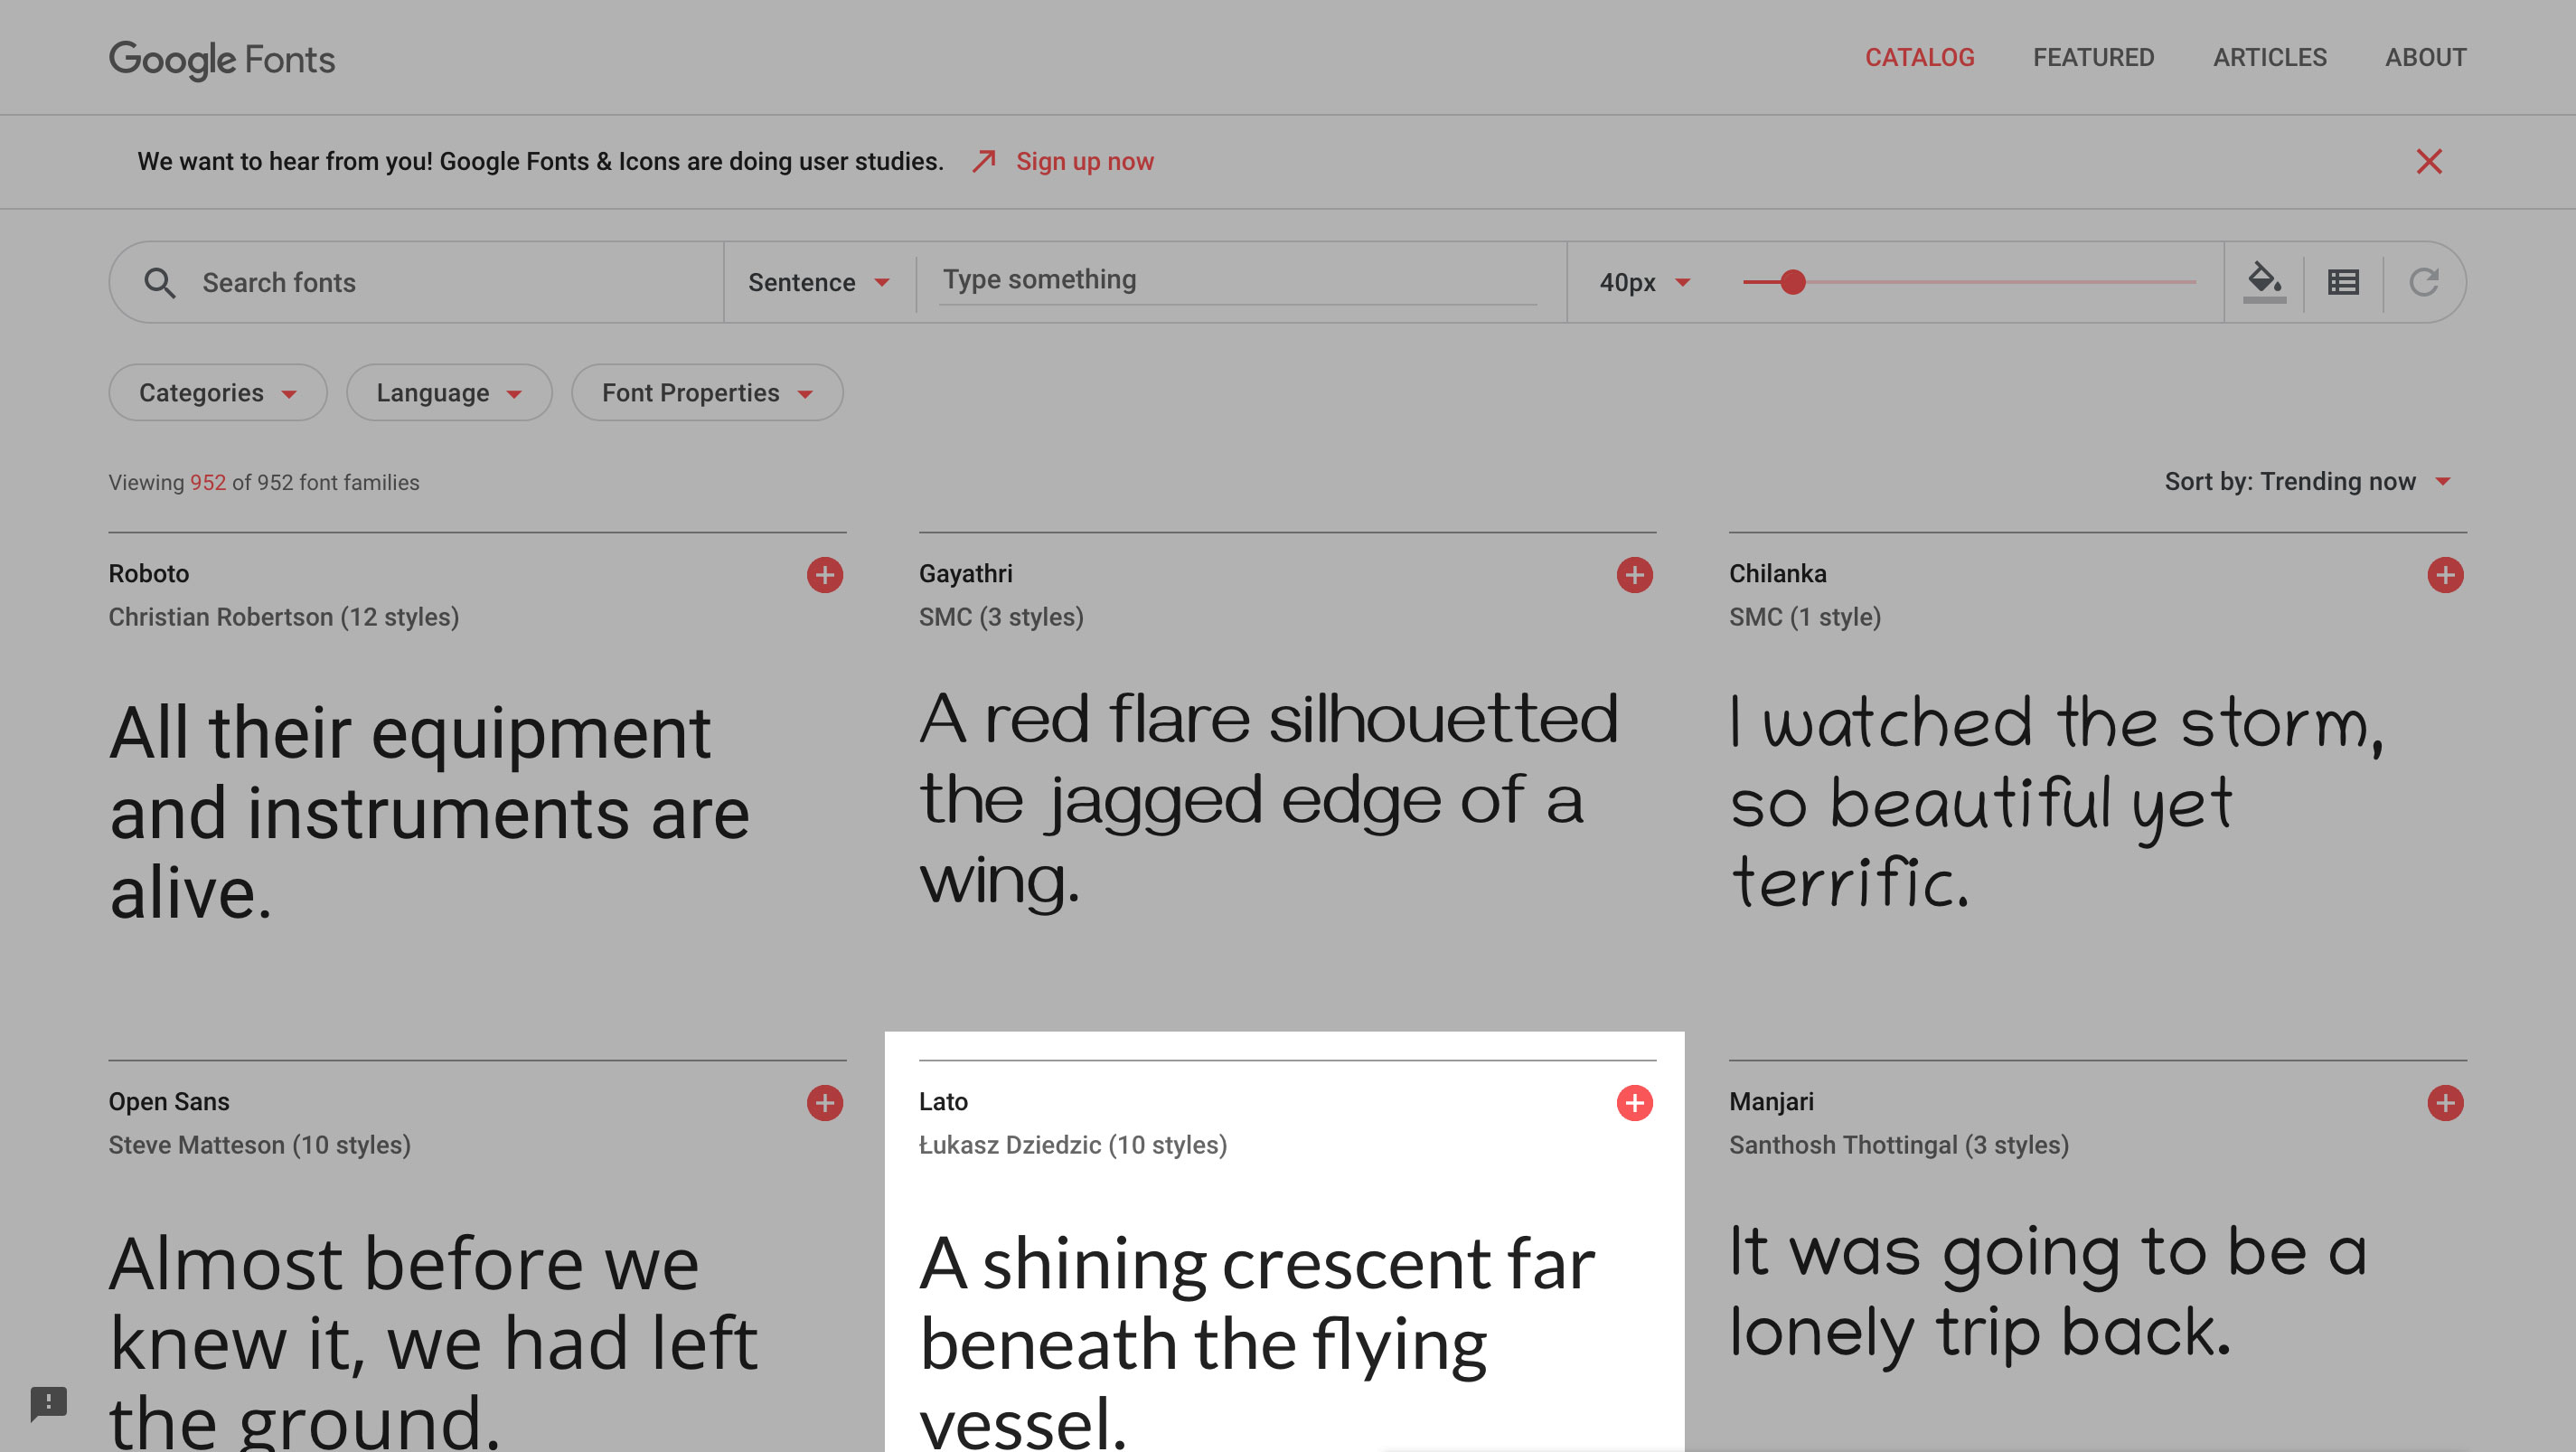 Google Fonts
CATALOG FEATURED ARTICLES ABOUT
We want to hear from you! Google Fonts & Icons are doing user studies. Sign up now
Search fonts Sentence Type something 40px
Categories Language Font Properties
Viewing 952 of 952 font families
Sort by: Trending now
Roboto
Christian Robertson (12 styles)
All their equipment
and instruments are
alive.
Gayathri
SMC (3 styles)
A red flare silhouetted
the jagged edge of a
wing.
Chilanka
SMC (1 style)
I watched the storm,
so beautiful yet
terrific.
Open Sans
Steve Matteson (10 styles)
Almost before we
knew it, we had left
the ground.
Lato
Łukasz Dziedzic (10 styles)
A shining crescent far
beneath the flying
vessel.
Manjari
Santhosh Thottingal (3 styles)
It was going to be a
lonely trip back.